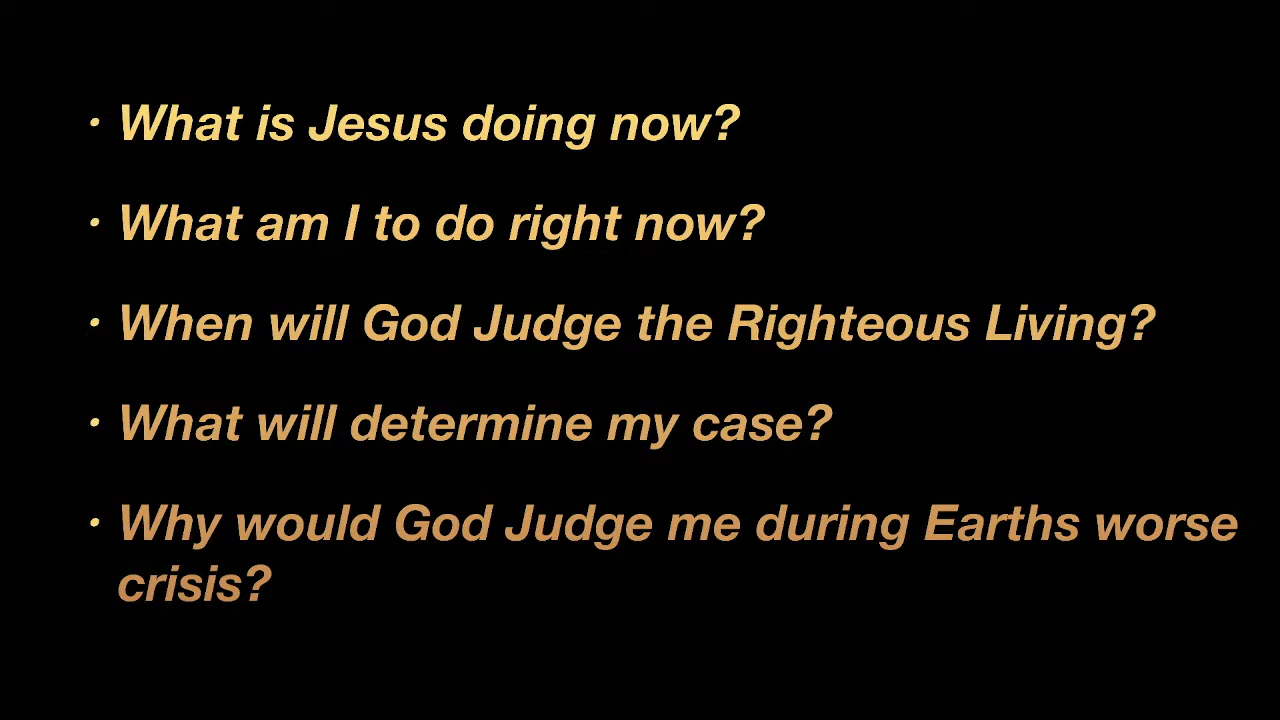 • What is Jesus doing now?
• What am I to do right now?
• When will God Judge the Righteous Living?
• What will determine my case?
• Why would God Judge me during Earths worse
crisis?